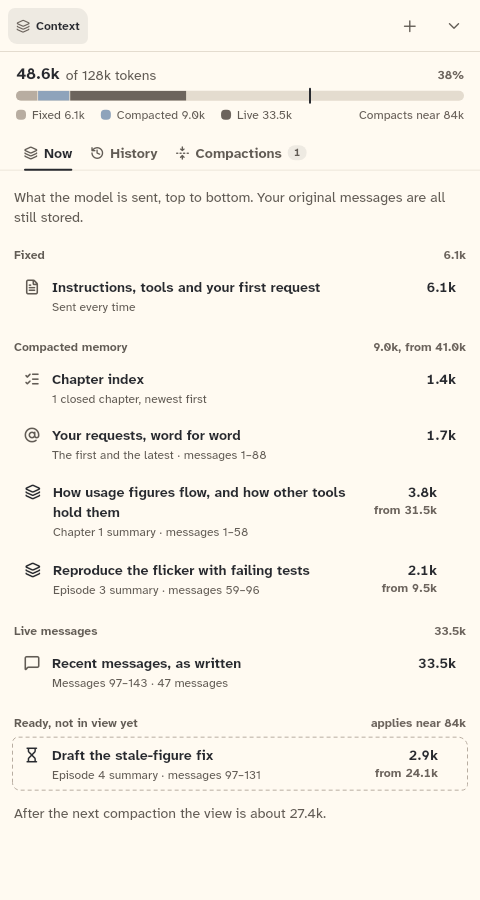 Context
48.6k of 128k tokens 38%
Fixed 6.1k Compacted 9.0k Live 33.5k Compacts near 84k
Now History Compactions 1
What the model is sent, top to bottom. Your original messages are all
still stored.
Fixed 6.1k
Instructions, tools and your first request 6.1k
Sent every time
Compacted memory 9.0k, from 41.0k
Chapter index 1.4k
1 closed chapter, newest first
Your requests, word for word 1.7k
The first and the latest · messages 1–88
How usage figures flow, and how other tools 3.8k
hold them from 31.5k
Chapter 1 summary · messages 1–58
Reproduce the flicker with failing tests 2.1k
Episode 3 summary · messages 59–96 from 9.5k
Live messages 33.5k
Recent messages, as written 33.5k
Messages 97–143 · 47 messages
Ready, not in view yet applies near 84k
Draft the stale-figure fix 2.9k
Episode 4 summary · messages 97–131 from 24.1k
After the next compaction the view is about 27.4k.